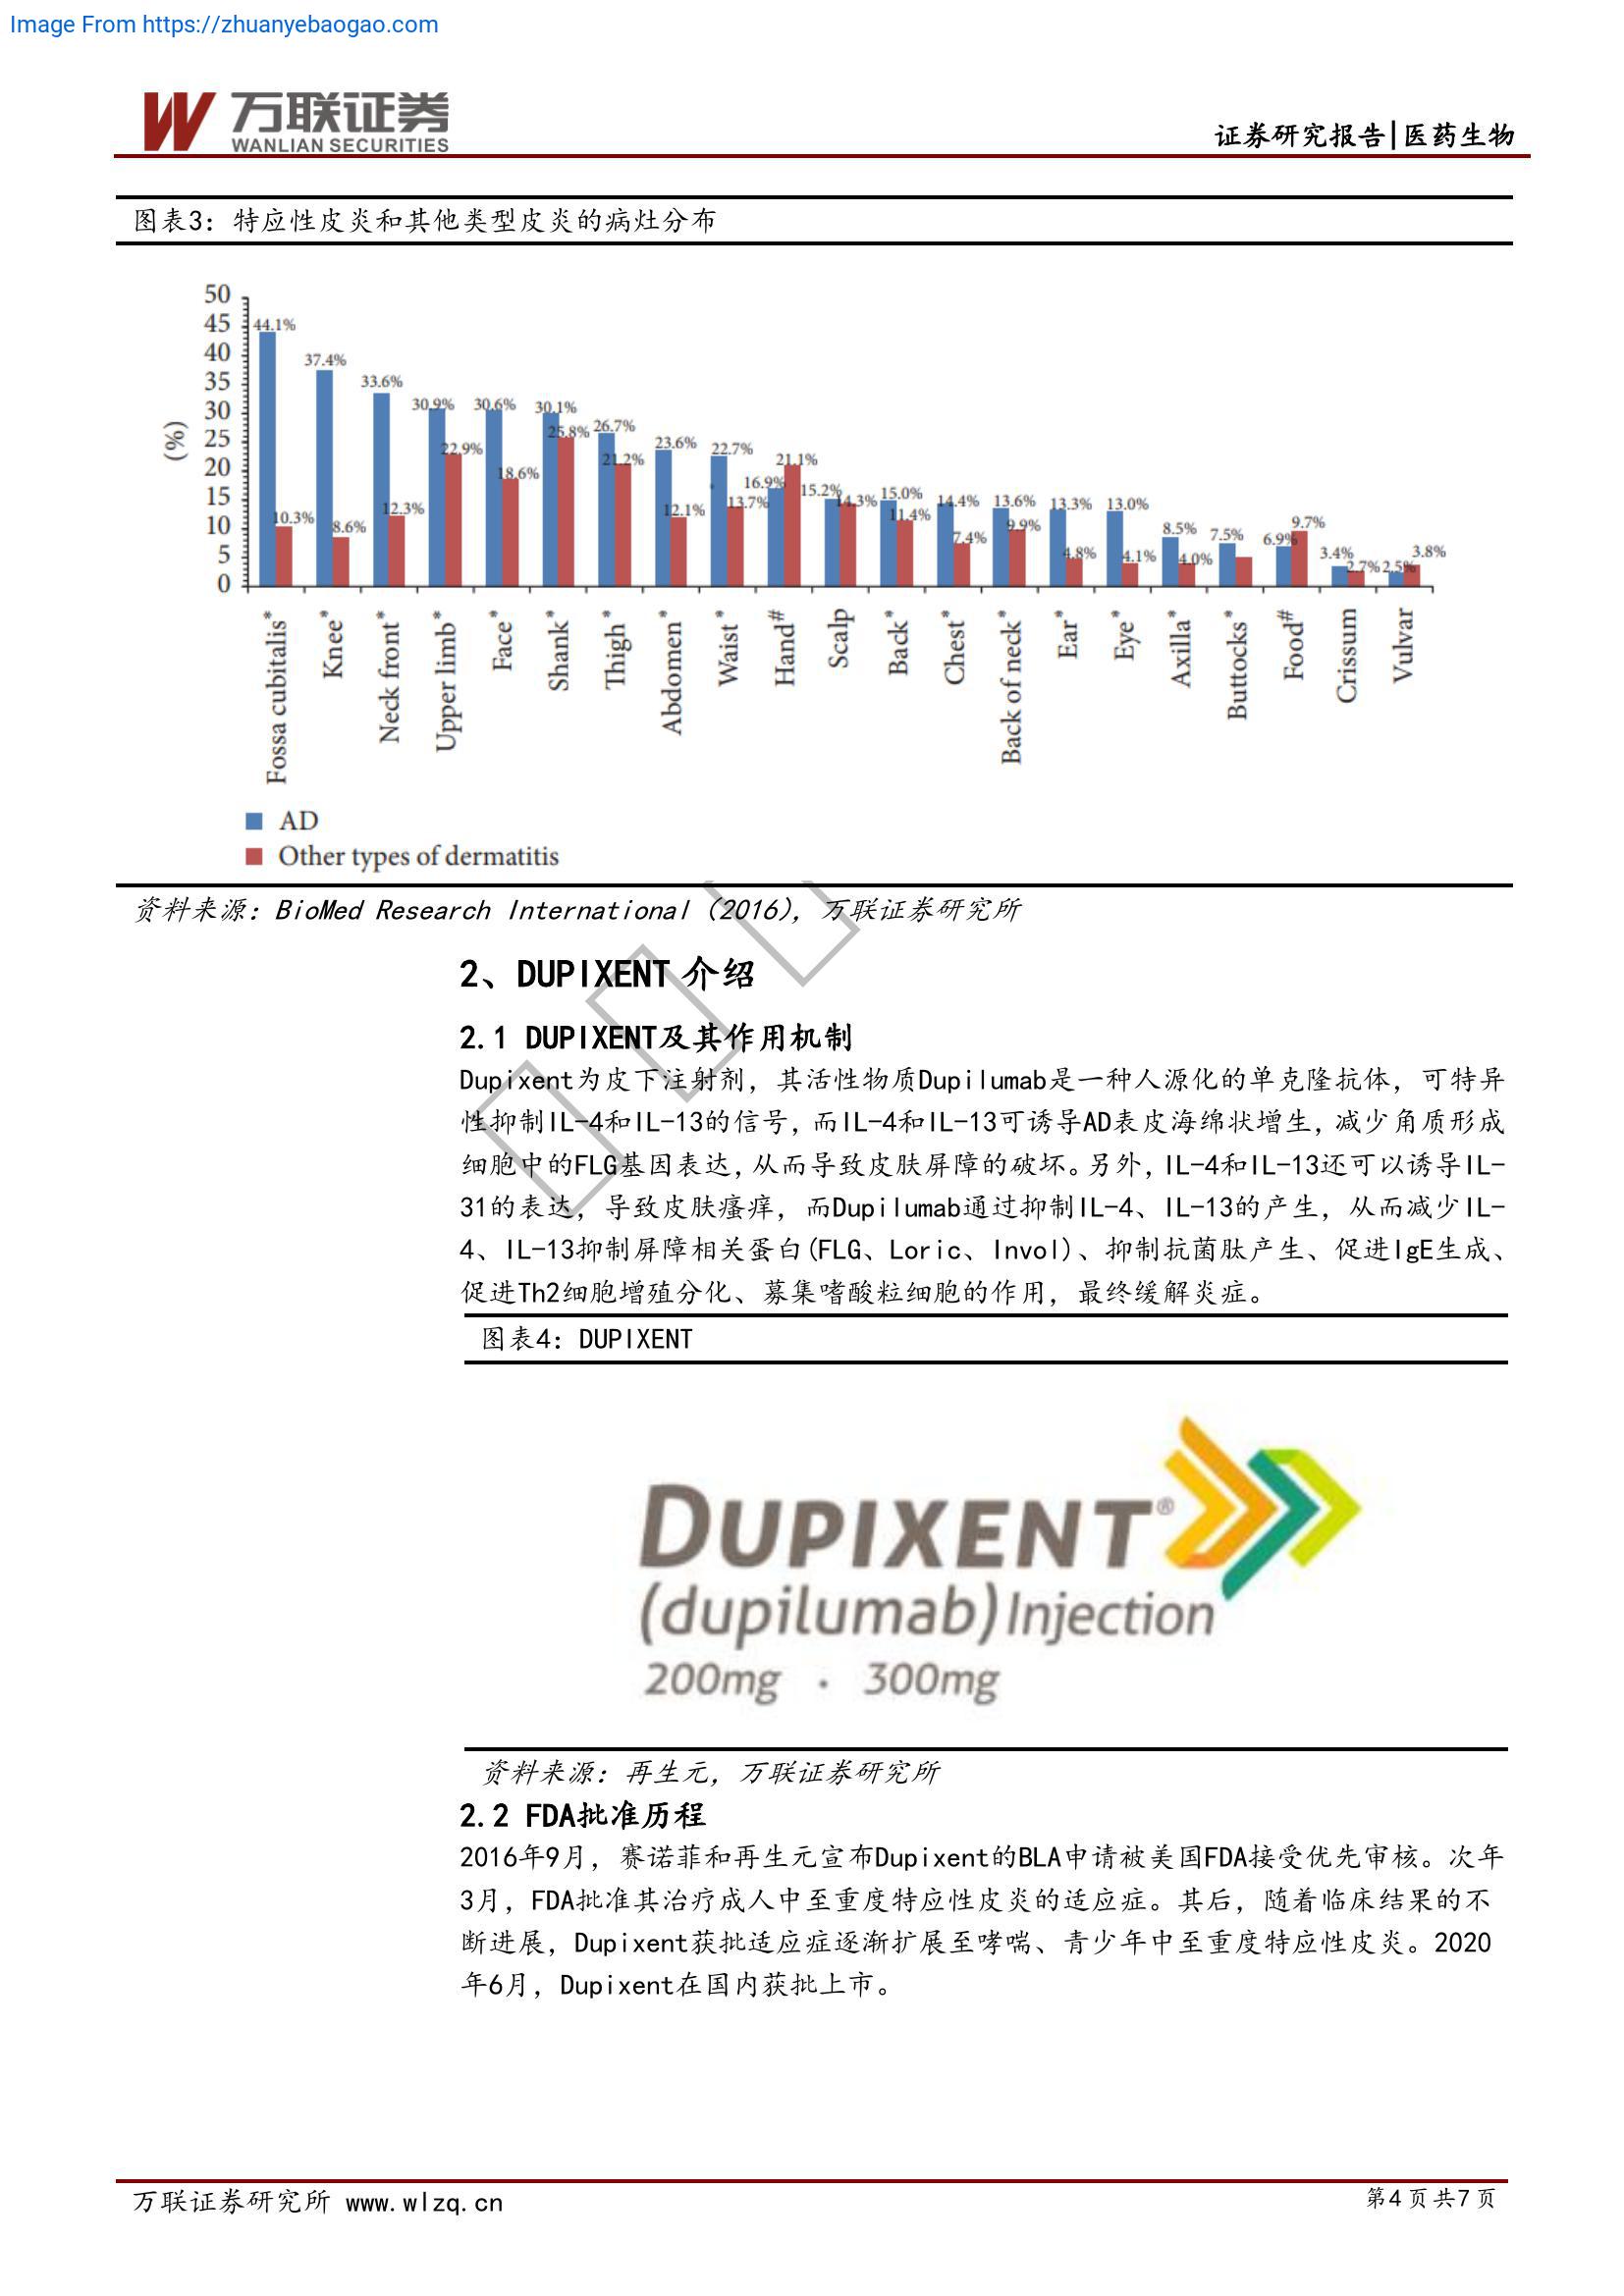 Image From https://zhuanyebaogao.com
万联证券
WANLIAN SECURITIES
证券研究报告|医药生物
图表3：特应性皮炎和其他类型皮炎的病灶分布
50
45
40
35
30
25
20
15
10
5
0
(%)
44.1% 37.4% 33.6% 30.9% 30.6% 30.1% 26.7% 23.6% 22.7% 16.9% 15.2% 15.0% 14.4% 13.6% 13.3% 13.0% 8.5% 7.5% 6.9% 3.4% 2.5%
10.3% 8.6% 12.3% 22.9% 18.6% 25.8% 21.2% 12.1% 13.7% 21.1% 14.3% 11.4% 7.4% 9.9% 4.8% 4.1% 4.0% 9.7% 2.7% 3.8%
Fossa cubitalis*
Knee*
Neck front*
Upper limb*
Face*
Shank*
Thigh*
Abdomen*
Waist*
Hand#
Scalp
Back*
Chest*
Back of neck*
Ear*
Eye*
Axilla*
Buttocks*
Food#
Crissum
Vulvar
AD
Other types of dermatitis
资料来源：BioMed Research International (2016)，万联证券研究所
2、DUPIXENT 介绍
2.1 DUPIXENT及其作用机制
Dupixent为皮下注射剂，其活性物质Dupilumab是一种人源化的单克隆抗体，可特异
性抑制IL-4和IL-13的信号，而IL-4和IL-13可诱导AD表皮海绵状增生，减少角质形成
细胞中的FLG基因表达，从而导致皮肤屏障的破坏。另外，IL-4和IL-13还可以诱导IL-
31的表达，导致皮肤瘙痒，而Dupilumab通过抑制IL-4、IL-13的产生，从而减少IL-
4、IL-13抑制屏障相关蛋白(FLG、Loric、Invol)、抑制抗菌肽产生、促进IgE生成、
促进Th2细胞增殖分化、募集嗜酸粒细胞的作用，最终缓解炎症。
图表4：DUPIXENT
DUPIXENT®
(dupilumab) Injection
200mg · 300mg
资料来源：再生元，万联证券研究所
2.2 FDA批准历程
2016年9月，赛诺菲和再生元宣布Dupixent的BLA申请被美国FDA接受优先审核。次年
3月，FDA批准其治疗成人中至重度特应性皮炎的适应症。其后，随着临床结果的不
断进展，Dupixent获批适应症逐渐扩展至哮喘、青少年中至重度特应性皮炎。2020
年6月，Dupixent在国内获批上市。
万联证券研究所 www.wlzq.cn
第4页共7页